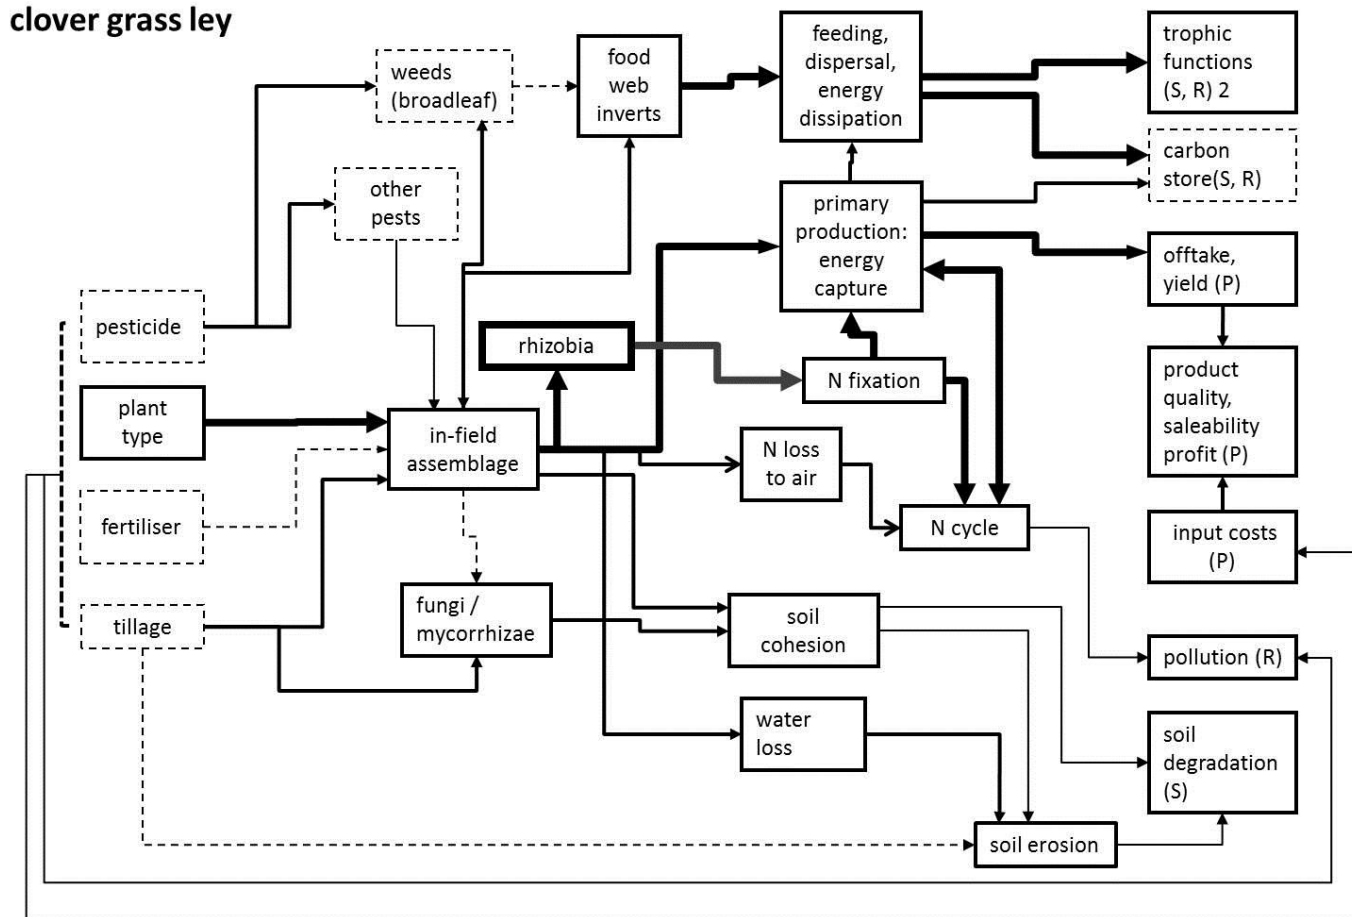 clover grass ley
weeds
(broadleaf)
food
web
inverts
feeding,
dispersal,
energy
dissipation
trophic
functions
(S, R) 2
carbon
store(S, R)
other
pests
primary
production:
energy
capture
offtake,
yield (P)
pesticide
rhizobia
N fixation
product
quality,
saleability
profit (P)
plant
type
in-field
assemblage
N loss
to air
fertiliser
N cycle
input costs
(P)
tillage
fungi /
mycorrhizae
soil
cohesion
pollution (R)
water
loss
soil
degradation
(S)
soil erosion